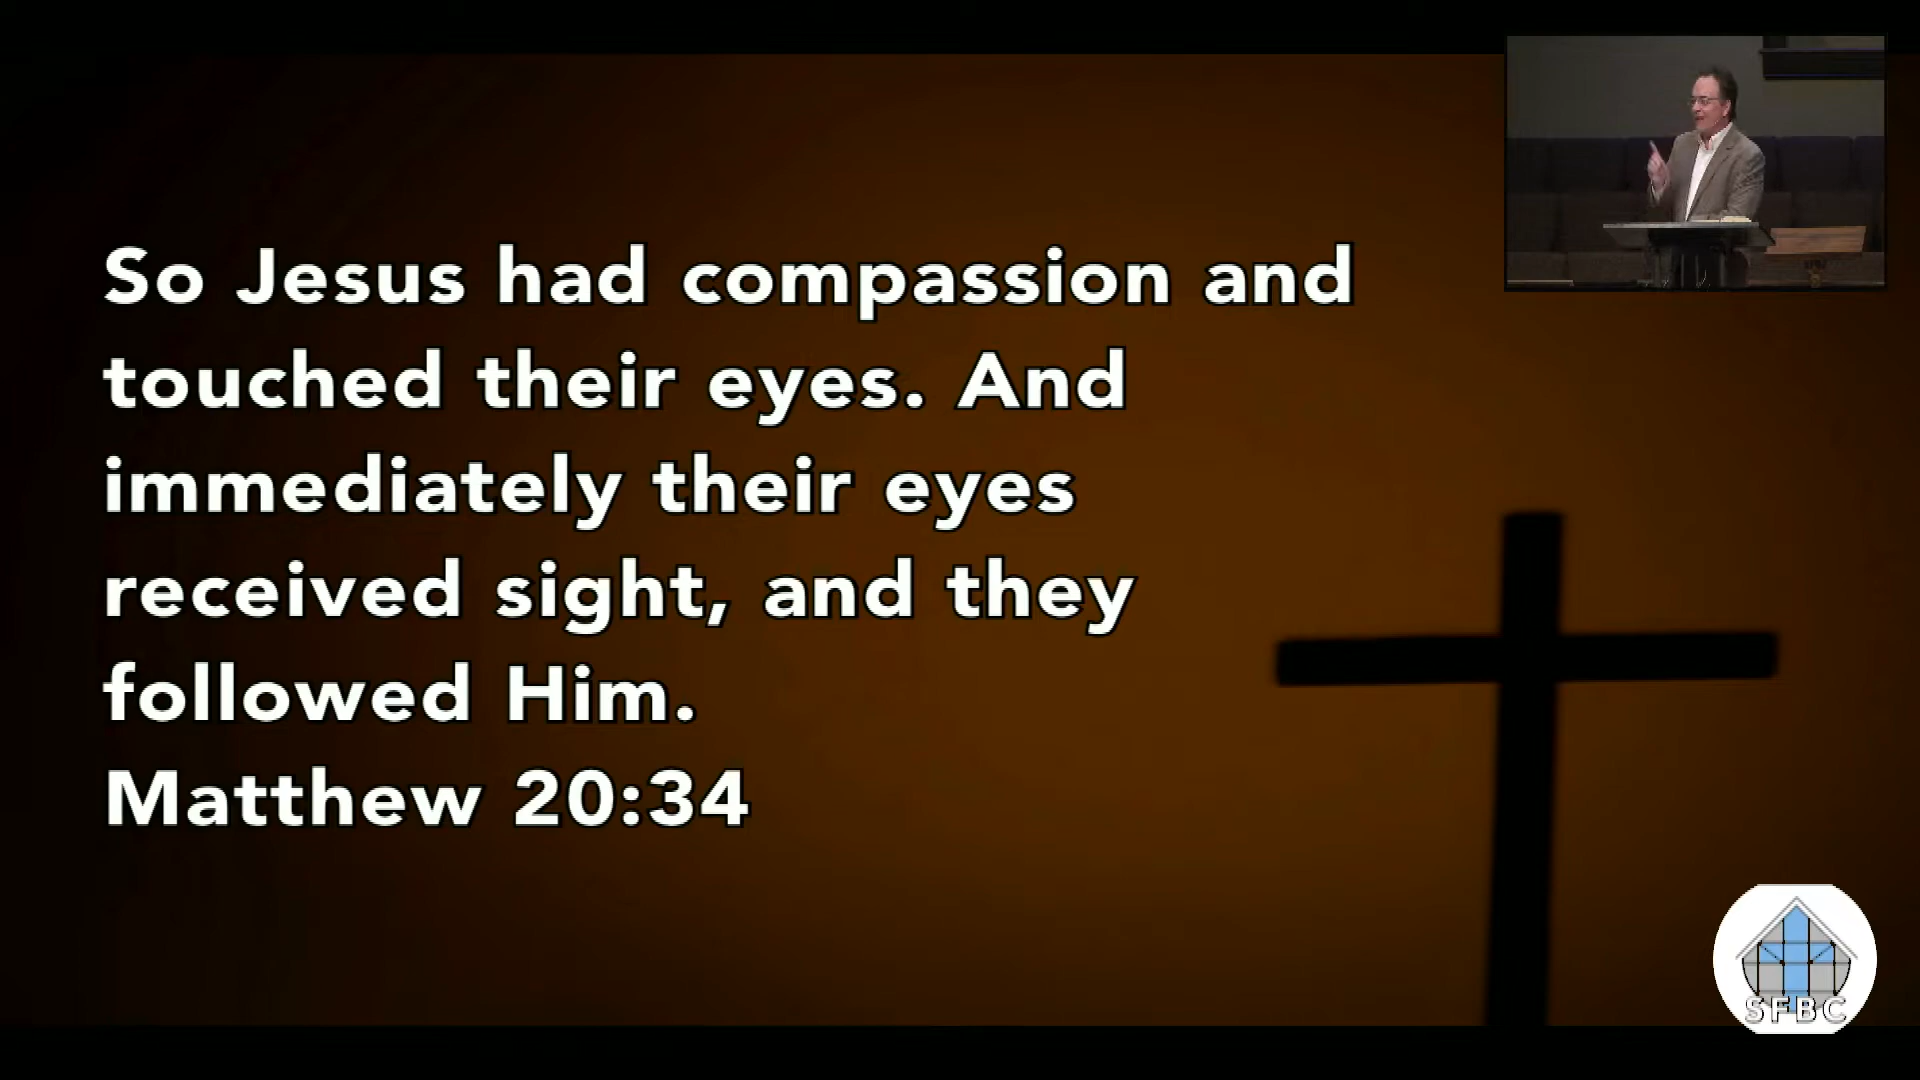 So Jesus had compassion and
touched their eyes. And
immediately their eyes
received sight, and they
followed Him.
Matthew 20:34
SFBC